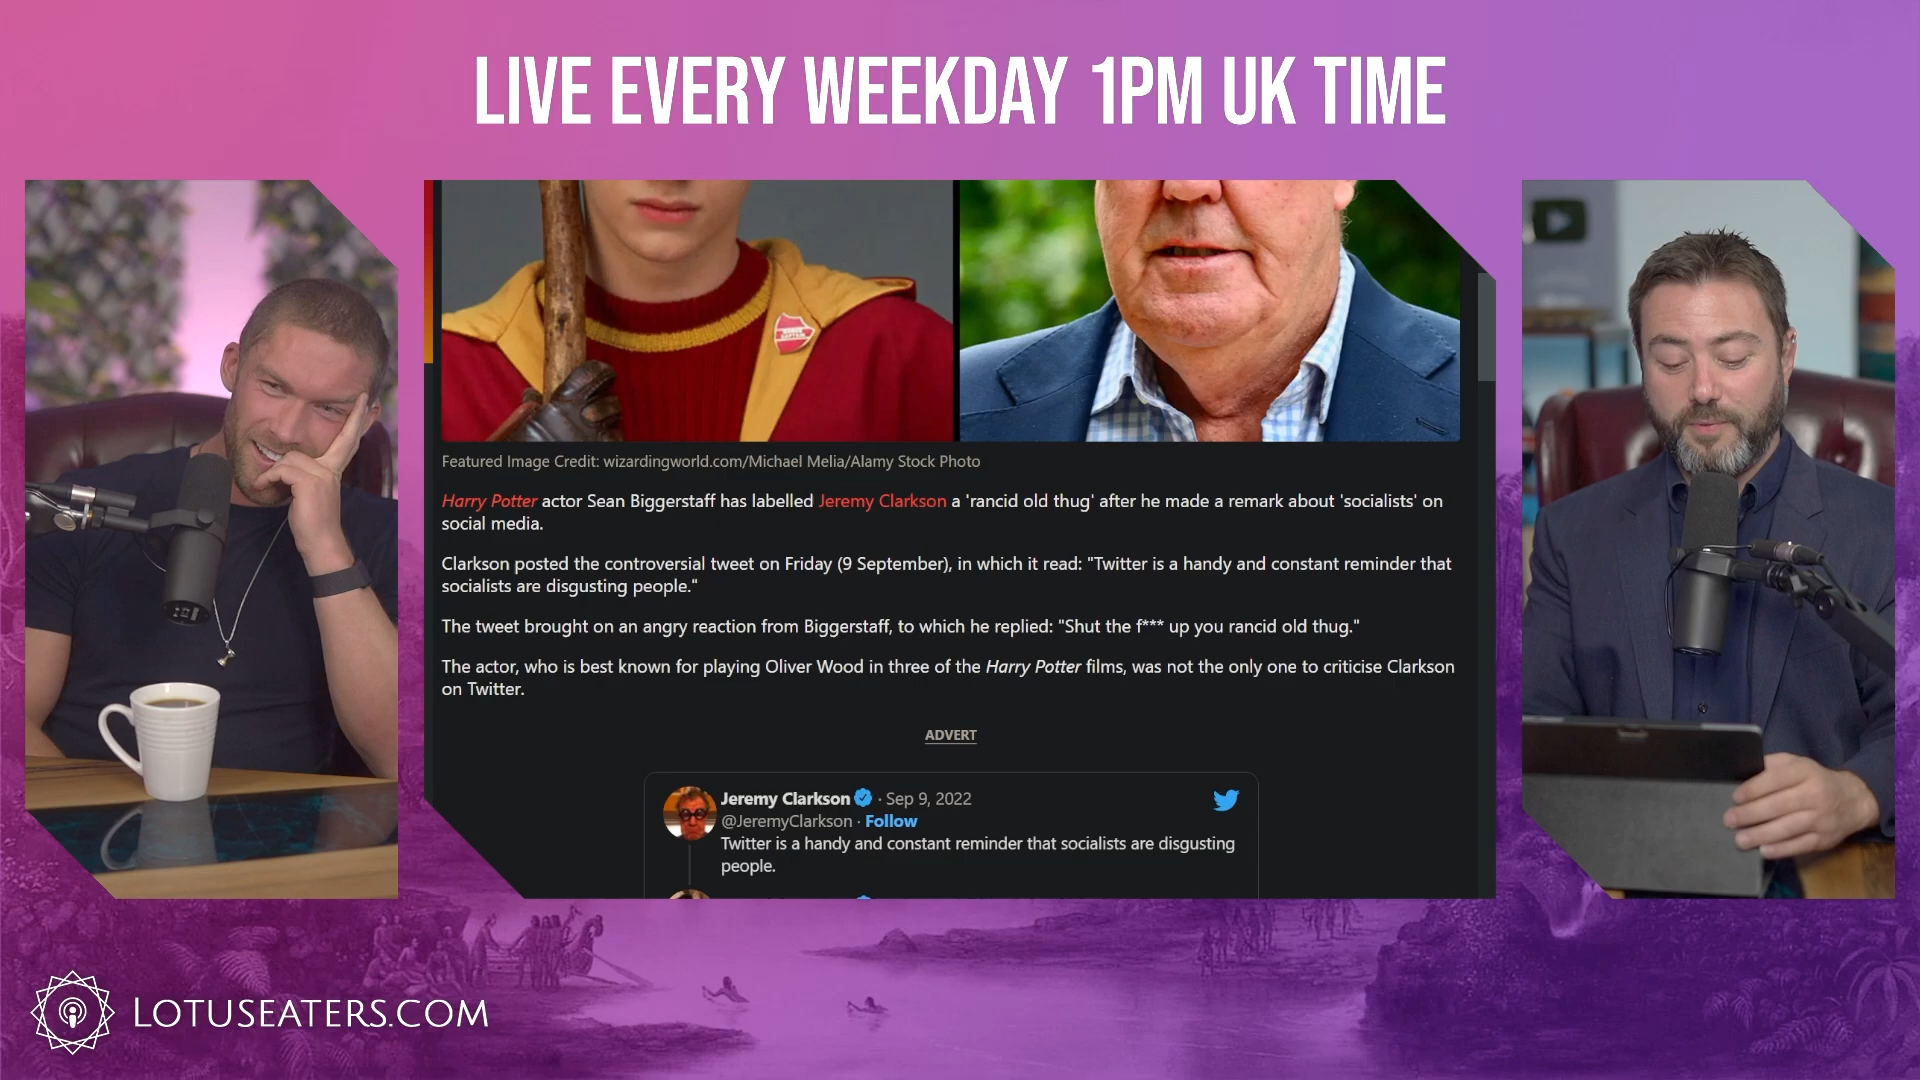 LIVE EVERY WEEKDAY 1PM UK TIME
Featured Image Credit: wizardingworld.com/Michael Melia/Alamy Stock Photo
Harry Potter actor Sean Biggerstaff has labelled Jeremy Clarkson a 'rancid old thug' after he made a remark about 'socialists' on
social media.
Clarkson posted the controversial tweet on Friday (9 September), in which it read: "Twitter is a handy and constant reminder that
socialists are disgusting people."
The tweet brought on an angry reaction from Biggerstaff, to which he replied: "Shut the f*** up you rancid old thug."
The actor, who is best known for playing Oliver Wood in three of the Harry Potter films, was not the only one to criticise Clarkson
on Twitter.
ADVERT
Jeremy Clarkson · Sep 9, 2022
@JeremyClarkson · Follow
Twitter is a handy and constant reminder that socialists are disgusting
people.
LOTUSEATERS.COM